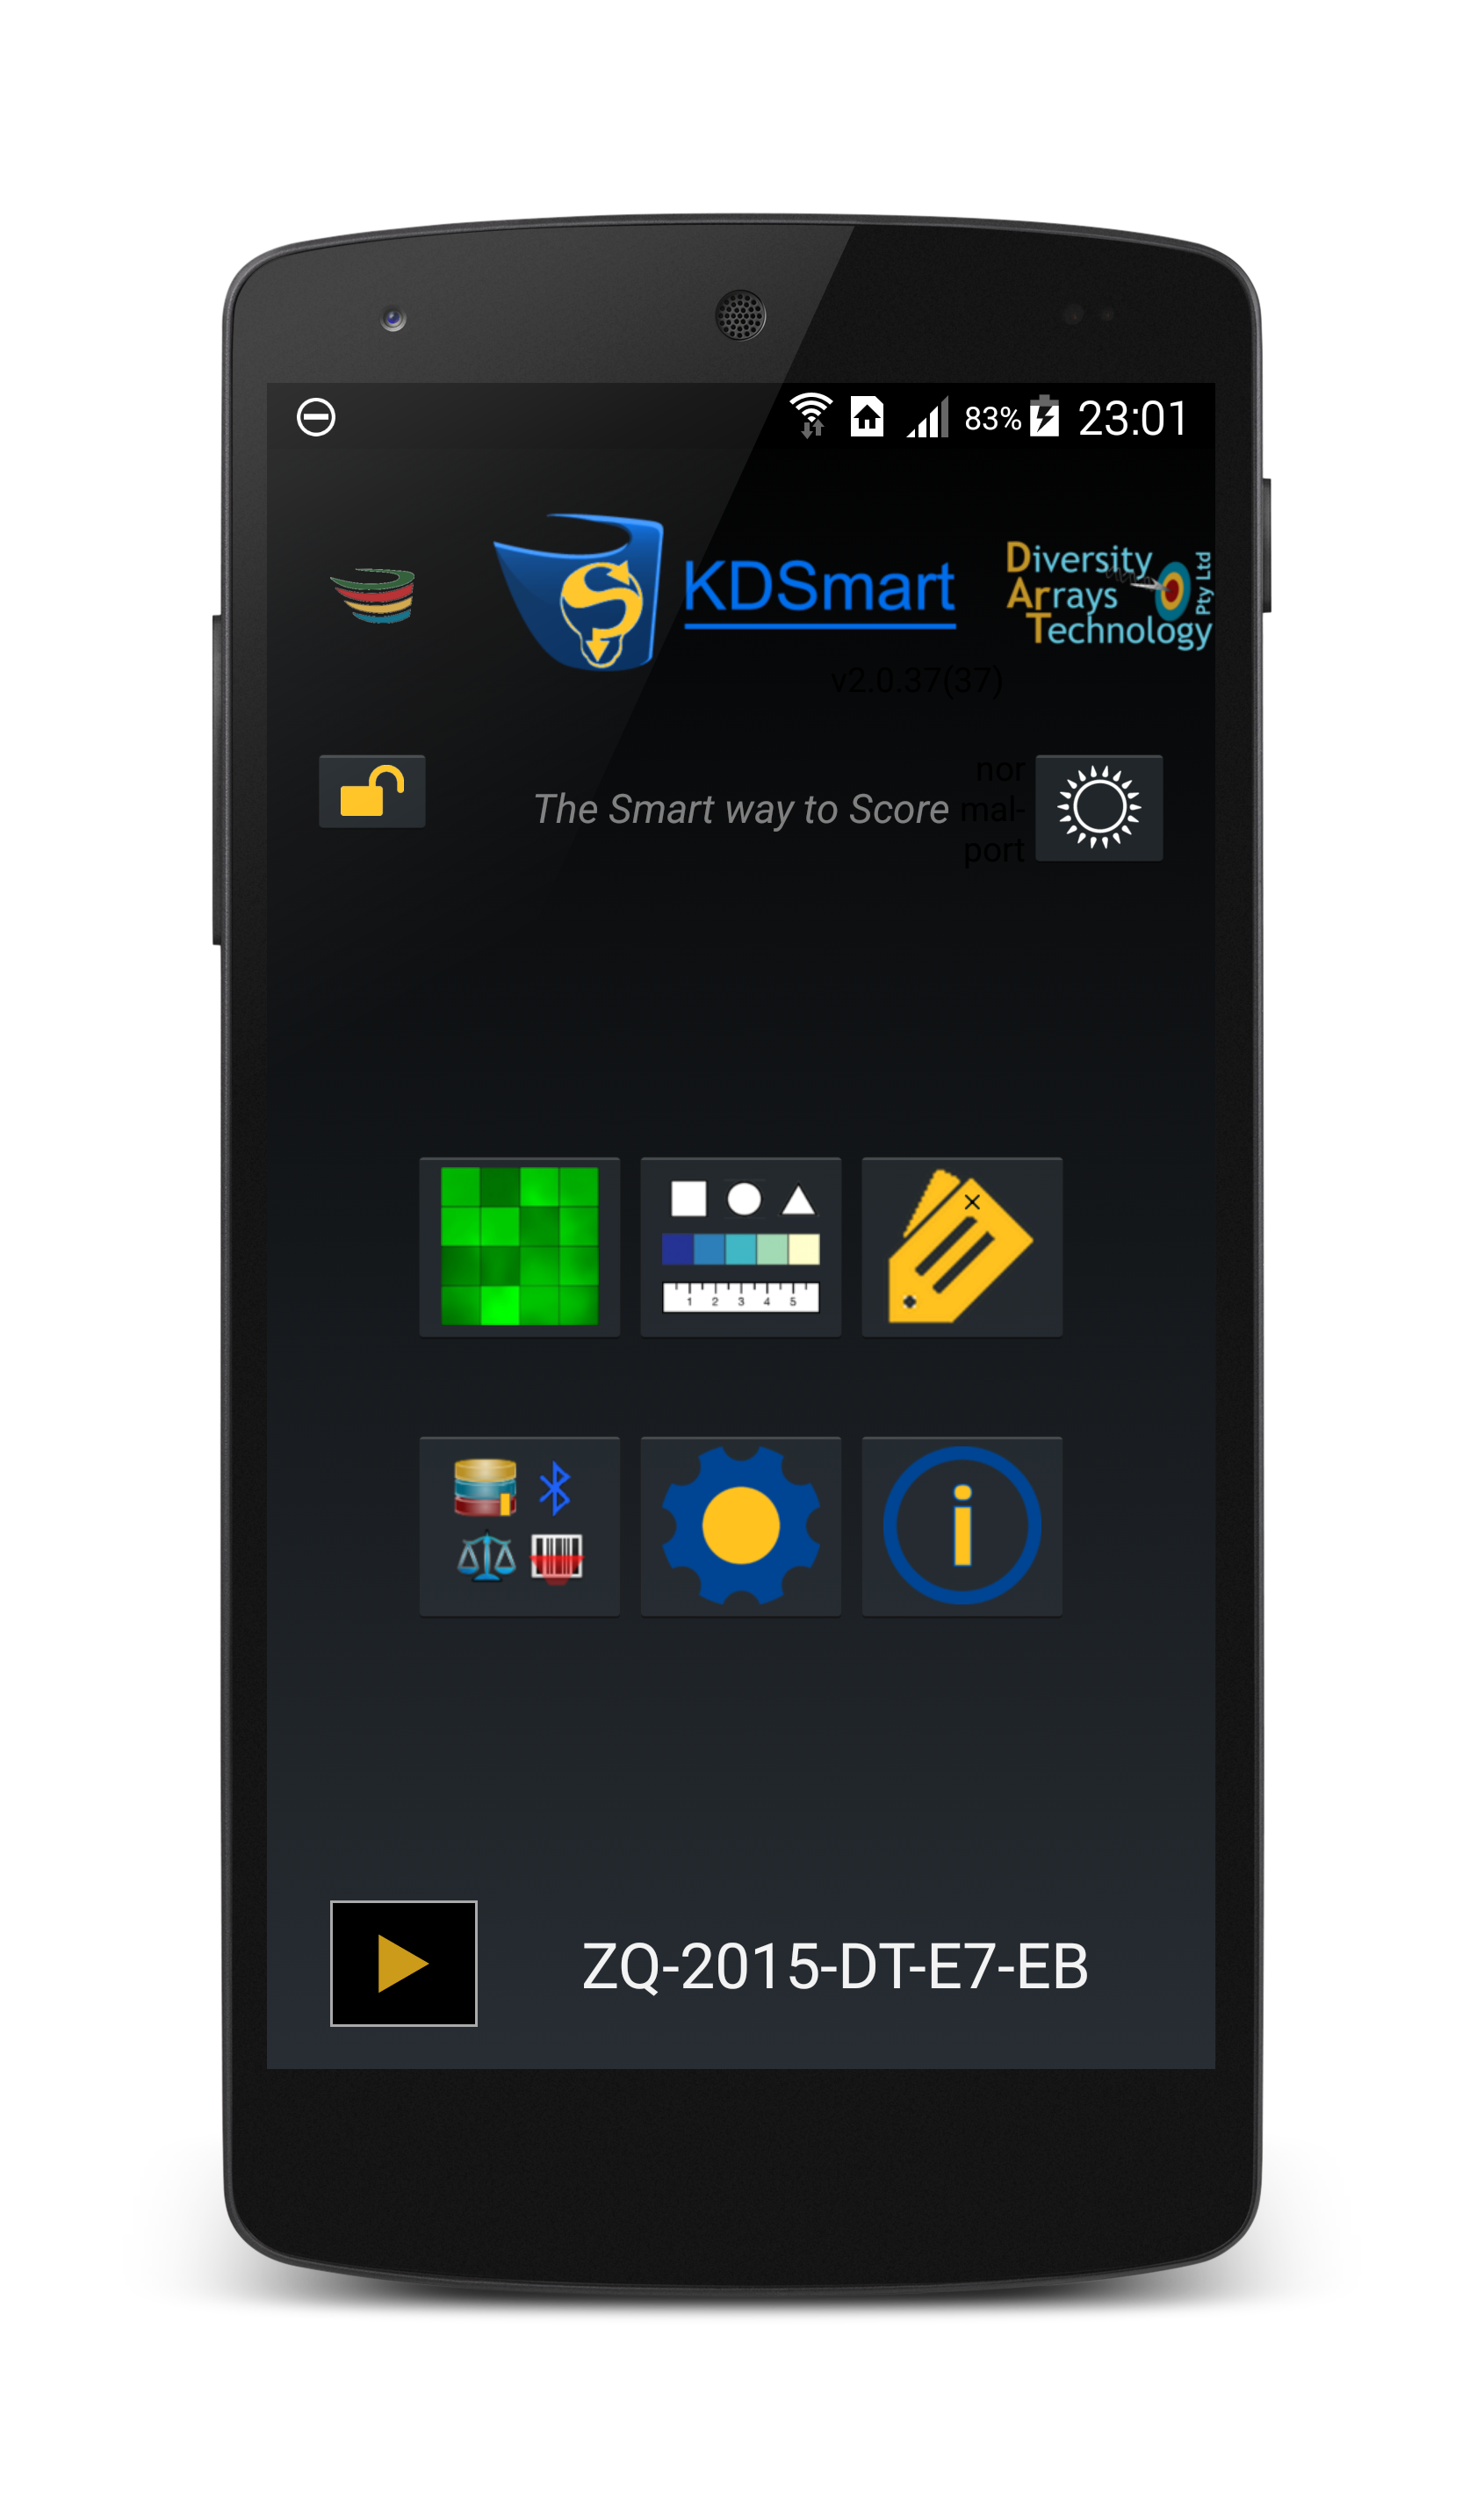 83% 23:01
KDSmart
Diversity
Arrays
Technology
Pty Ltd
v2.0.37(37)
The Smart way to Score
nor
mal-
port
1 2 3 4 5
i
ZQ-2015-DT-E7-EB